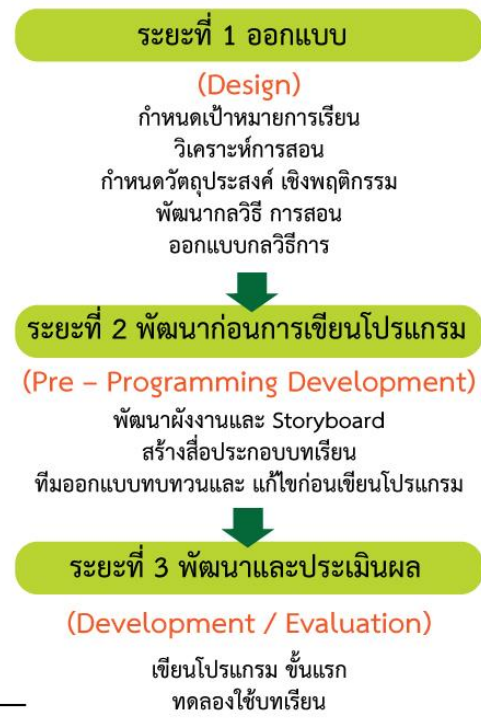 ระยะที่ 1 ออกแบบ
(Design)
กำหนดเป้าหมายการเรียน
วิเคราะห์การสอน
กำหนดวัตถุประสงค์ เชิงพฤติกรรม
พัฒนากลวิธี การสอน
ออกแบบกลวิธีการ
ระยะที่ 2 พัฒนาก่อนการเขียนโปรแกรม
(Pre – Programming Development)
พัฒนาผังงานและ Storyboard
สร้างสื่อประกอบบทเรียน
ทีมออกแบบทบทวนและ แก้ไขก่อนเขียนโปรแกรม
ระยะที่ 3 พัฒนาและประเมินผล
(Development / Evaluation)
เขียนโปรแกรม ขั้นแรก
ทดลองใช้บทเรียน